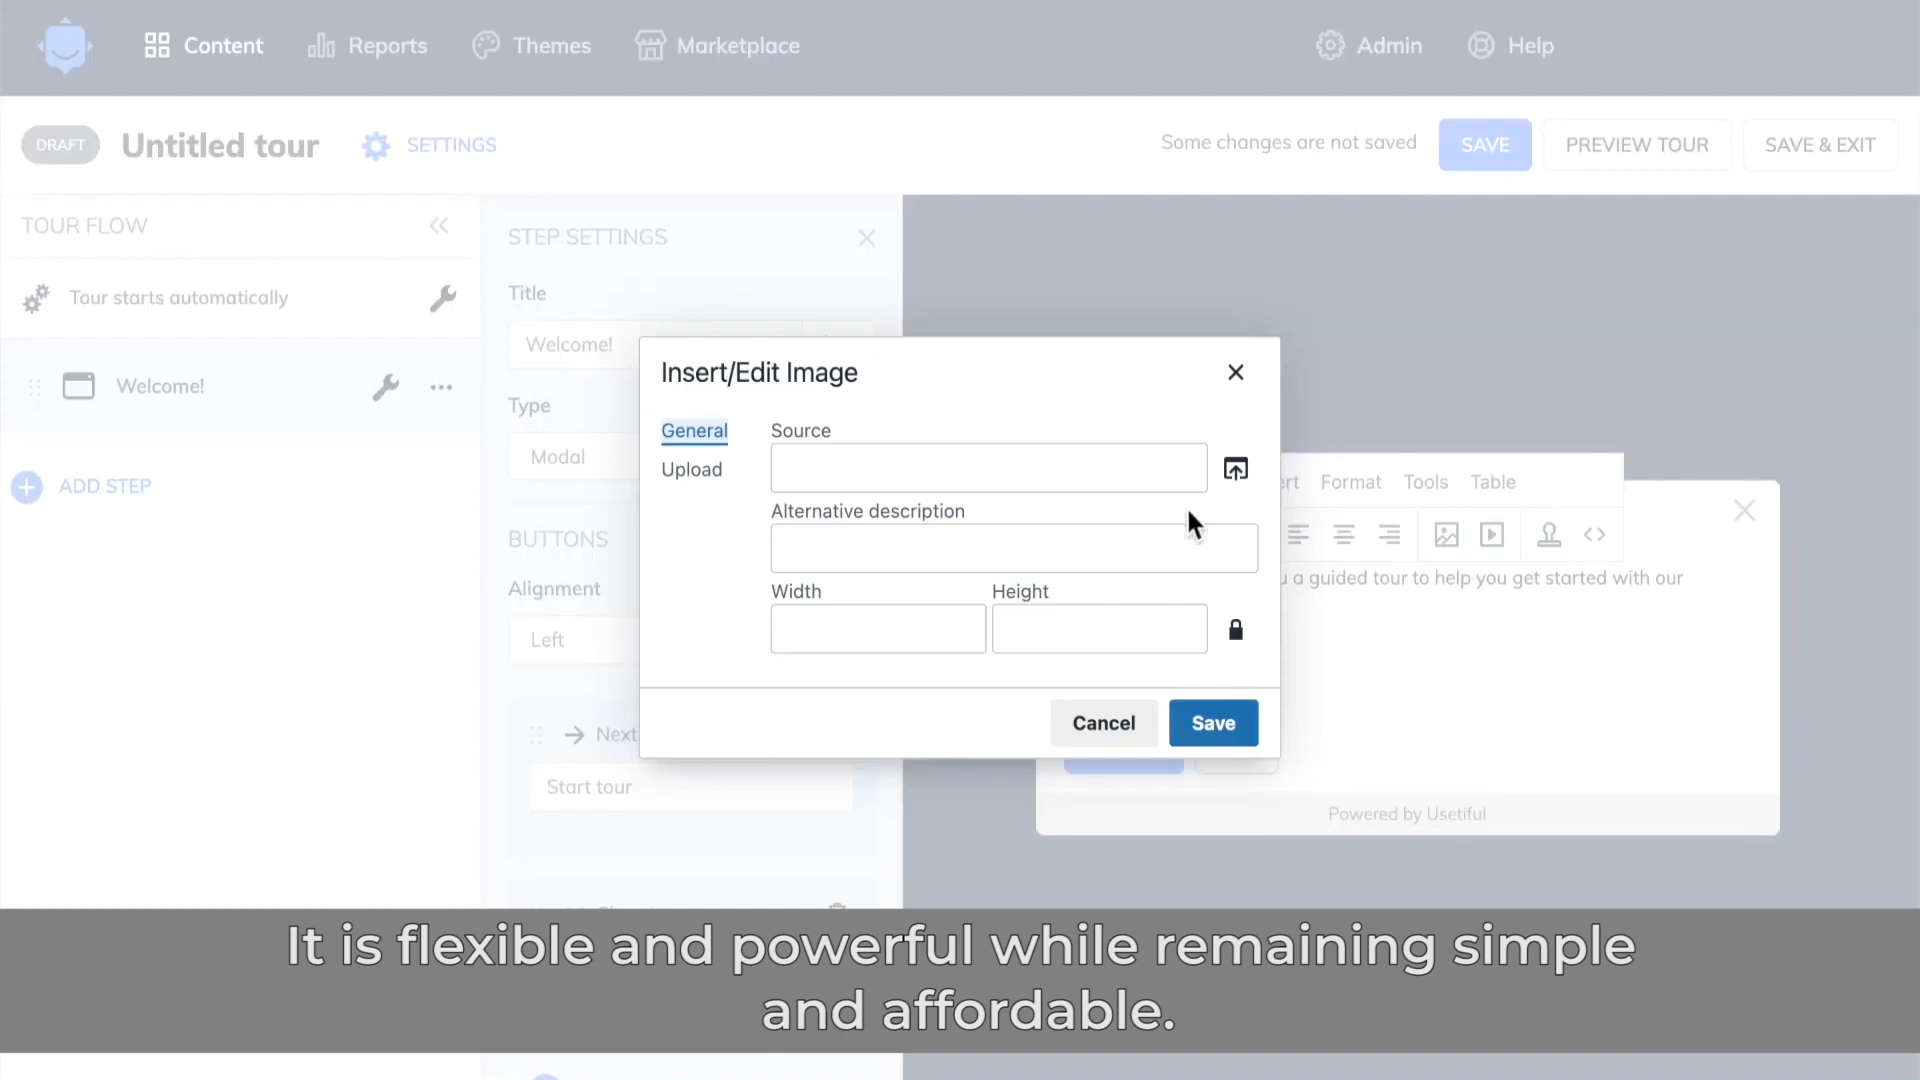 Content Reports Themes Marketplace Admin Help
DRAFT Untitled tour SETTINGS Some changes are not saved SAVE PREVIEW TOUR SAVE & EXIT
TOUR FLOW
Tour starts automatically
Welcome!
ADD STEP
STEP SETTINGS
Title
Welcome!
Type
Modal
BUTTONS
Alignment
Left
Next
Start tour
Insert/Edit Image
General
Upload
Source
Alternative description
Width Height
Cancel Save
Format Tools Table
a guided tour to help you get started with our
Powered by Usetiful
It is flexible and powerful while remaining simple
and affordable.